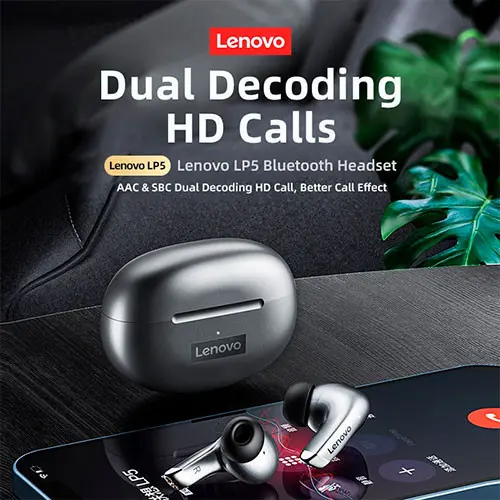 Lenovo
Dual Decoding
HD Calls
Lenovo LP5 Lenovo LP5 Bluetooth Headset
AAC & SBC Dual Decoding HD Call, Better Call Effect
Lenovo
Lenovo
R
LP5